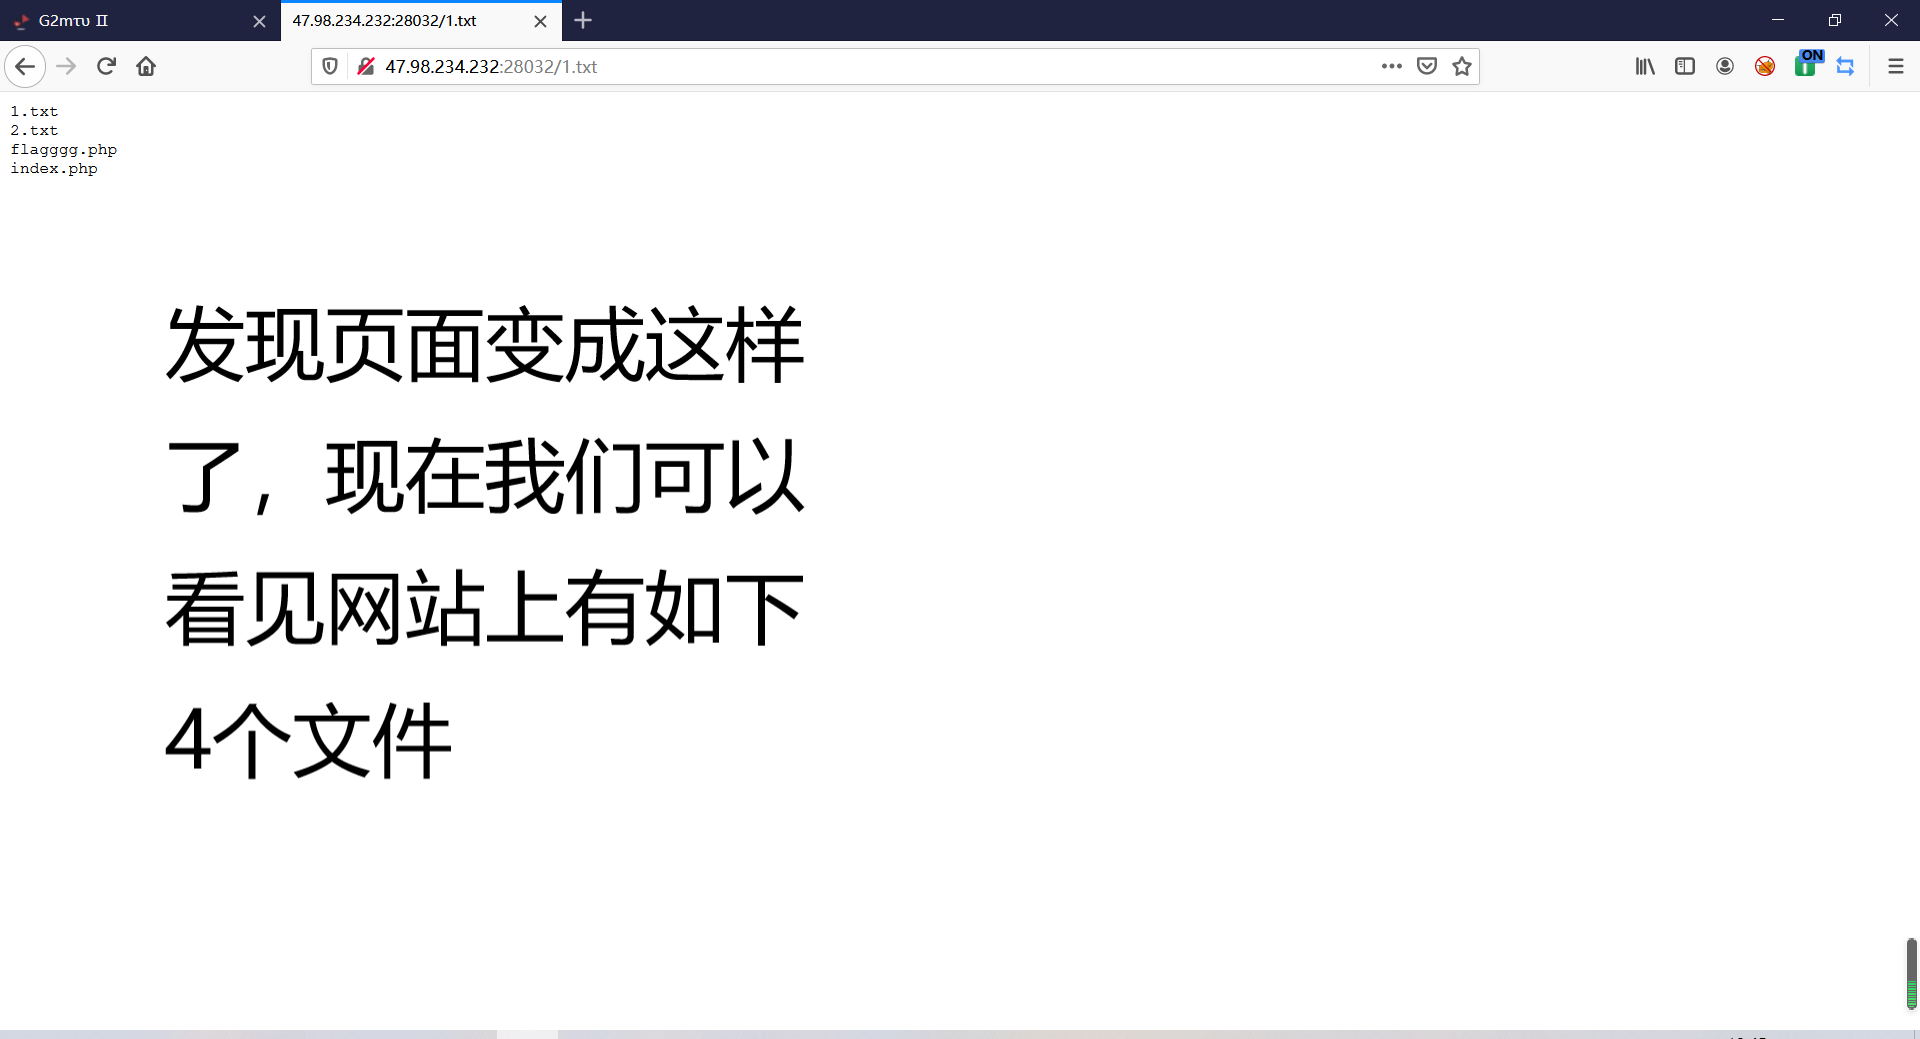 G2mτυ Ⅱ
47.98.234.232:28032/1.txt
47.98.234.232:28032/1.txt
ON
1.txt
2.txt
flagggg.php
index.php
发现页面变成这样
了，现在我们可以
看见网站上有如下
4个文件